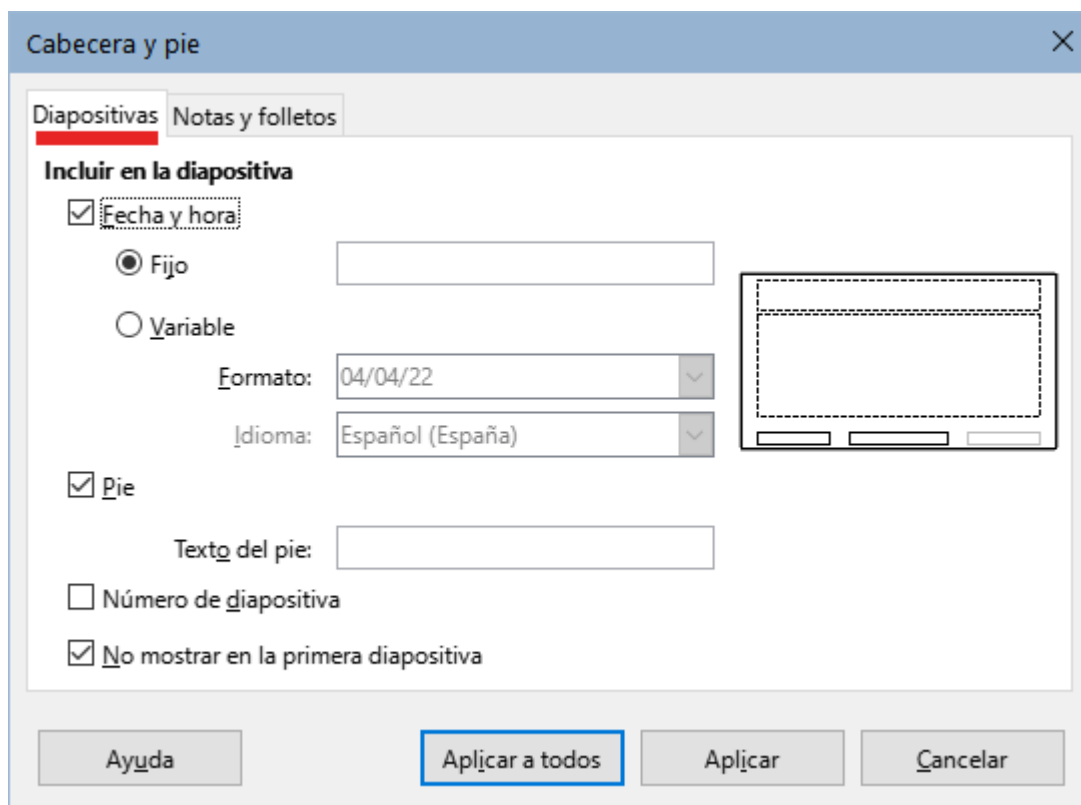 Cabecera y pie
Diapositivas Notas y folletos
Incluir en la diapositiva
Fecha y hora
Fijo
Variable
Formato: 04/04/22
Idioma: Español (España)
Pie
Texto del pie:
Número de diapositiva
No mostrar en la primera diapositiva
Ayuda Aplicar a todos Aplicar Cancelar